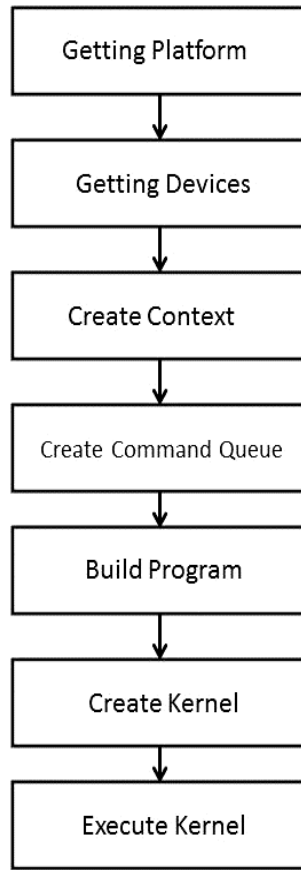 Getting Platform
Getting Devices
Create Context
Create Command Queue
Build Program
Create Kernel
Execute Kernel